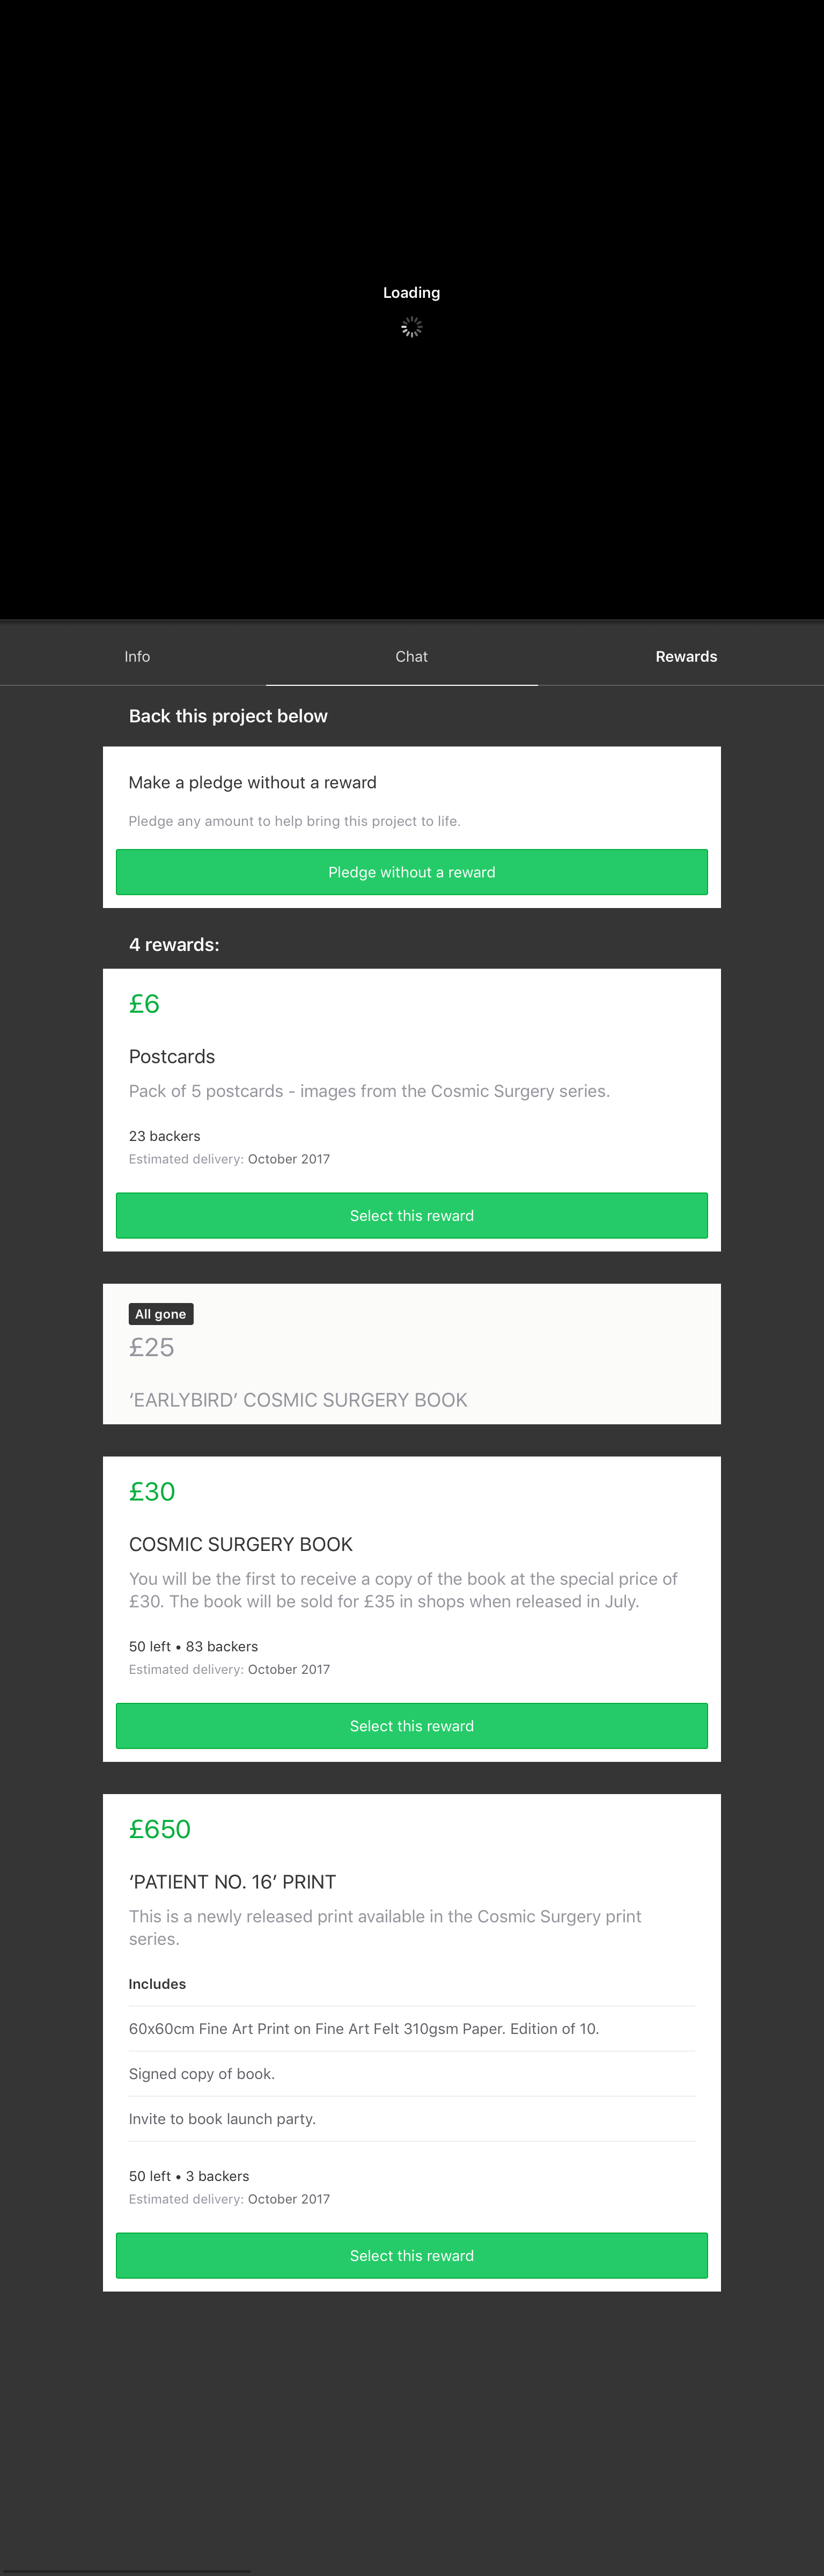 Loading
Info
Chat
Rewards
Back this project below
Make a pledge without a reward
Pledge any amount to help bring this project to life.
Pledge without a reward
4 rewards:
£6
Postcards
Pack of 5 postcards - images from the Cosmic Surgery series.
23 backers
Estimated delivery: October 2017
Select this reward
All gone
£25
‘EARLYBIRD’ COSMIC SURGERY BOOK
£30
COSMIC SURGERY BOOK
You will be the first to receive a copy of the book at the special price of
£30. The book will be sold for £35 in shops when released in July.
50 left • 83 backers
Estimated delivery: October 2017
Select this reward
£650
‘PATIENT NO. 16’ PRINT
This is a newly released print available in the Cosmic Surgery print
series.
Includes
60x60cm Fine Art Print on Fine Art Felt 310gsm Paper. Edition of 10.
Signed copy of book.
Invite to book launch party.
50 left • 3 backers
Estimated delivery: October 2017
Select this reward